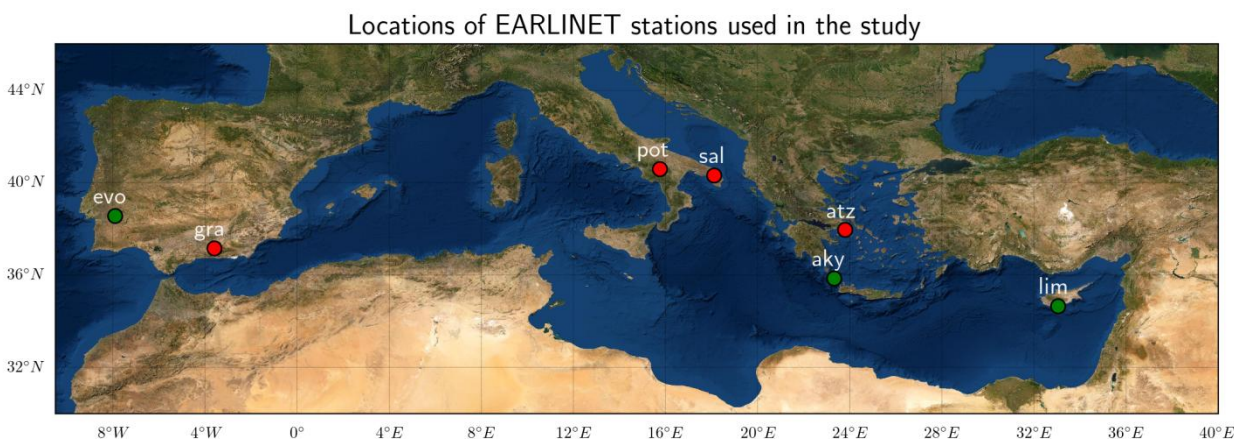 Locations of EARLINET stations used in the study
44°N
40°N
36°N
32°N
evo
gra
pot
sal
atz
aky
lim
8°W
4°W
0°
4°E
8°E
12°E
16°E
20°E
24°E
28°E
32°E
36°E
40°E